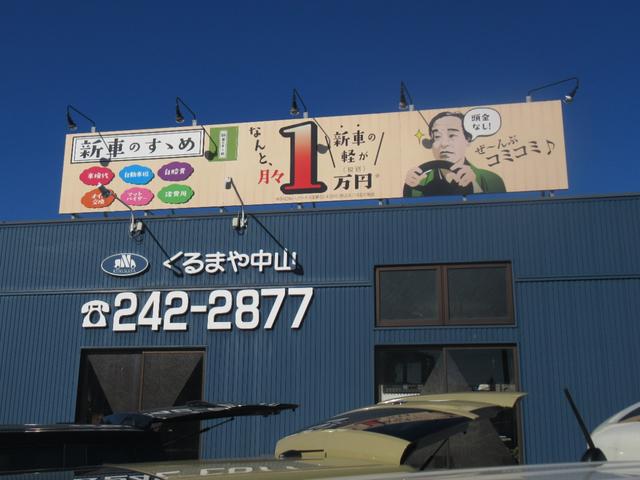 新車のすゝめ
車検代
自動車税
自賠責
オイル交換
マットバイザー
諸費用
なんと、
月々
1
万円
新車の
軽が
（税込）
頭金
なし！
ぜーんぶ
コミコミ♪
くるまや中山
☎242-2877